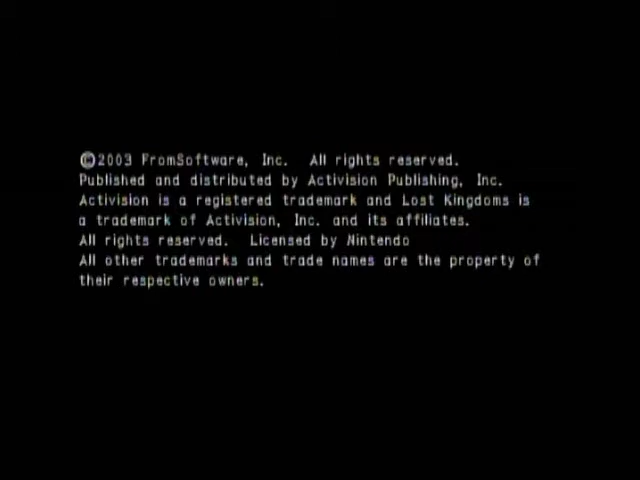 ©2003 FromSoftware, Inc.  All rights reserved.
Published and distributed by Activision Publishing, Inc.
Activision is a registered trademark and Lost Kingdoms is
a trademark of Activision, Inc. and its affiliates.
All rights reserved.  Licensed by Nintendo
All other trademarks and trade names are the property of
their respective owners.